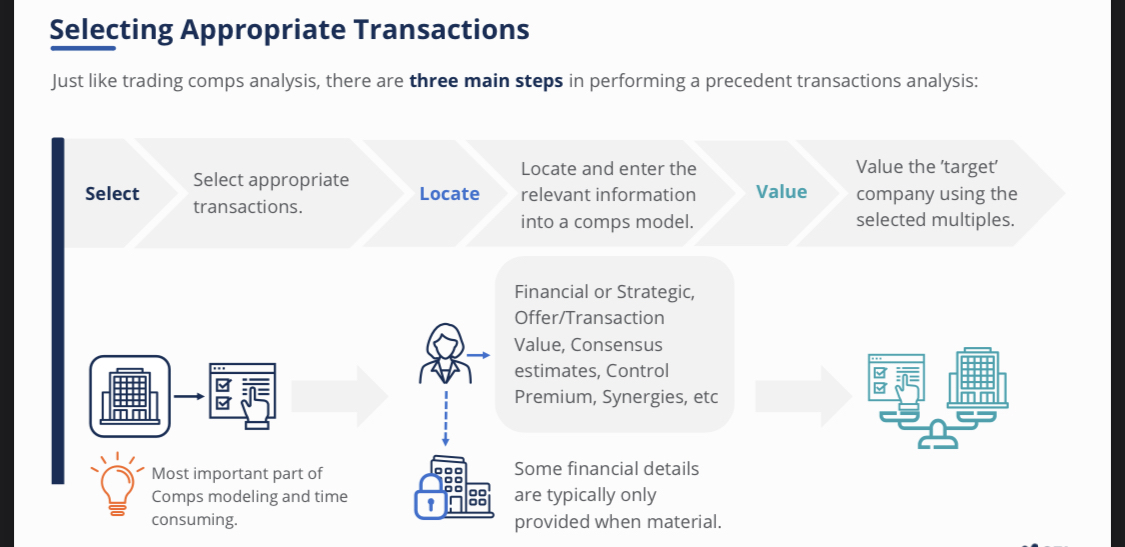 Selecting Appropriate Transactions
Just like trading comps analysis, there are three main steps in performing a precedent transactions analysis:
Select
Select appropriate
transactions.
Locate
Locate and enter the
relevant information
into a comps model.
Value
Value the ‘target’
company using the
selected multiples.
Financial or Strategic,
Offer/Transaction
Value, Consensus
estimates, Control
Premium, Synergies, etc
Most important part of
Comps modeling and time
consuming.
Some financial details
are typically only
provided when material.